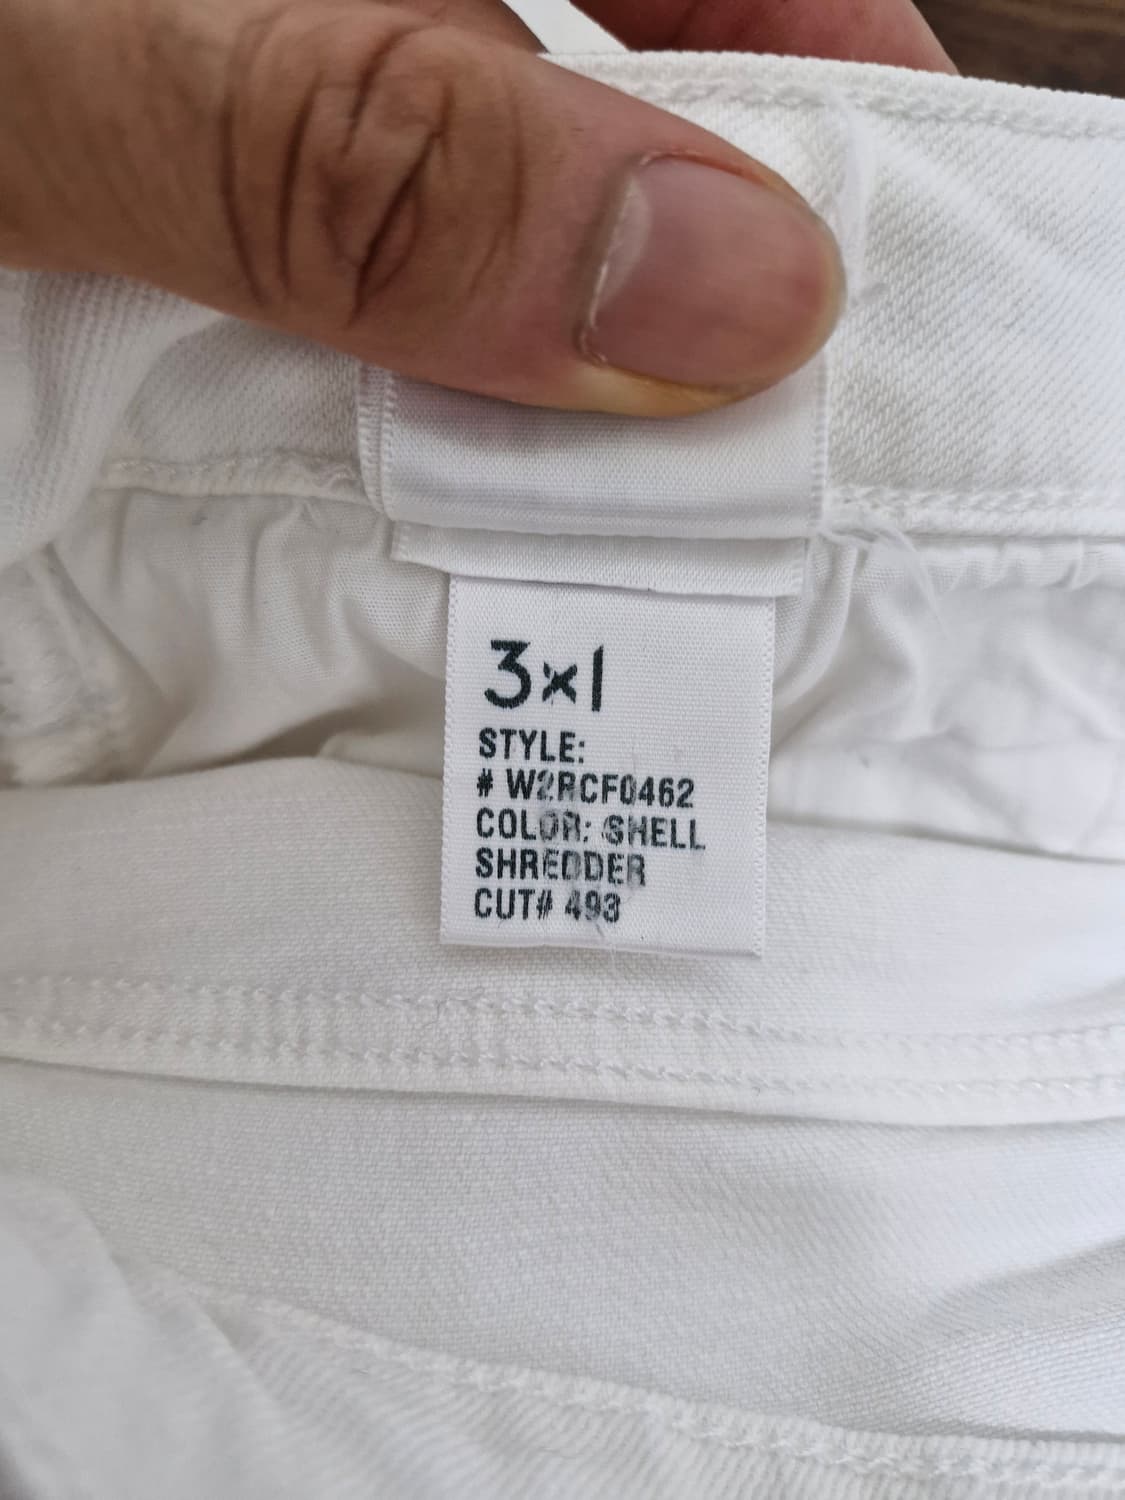 3x1
STYLE:
# W2RCF0462
COLOR: SHELL
SHREDDER
CUT# 493